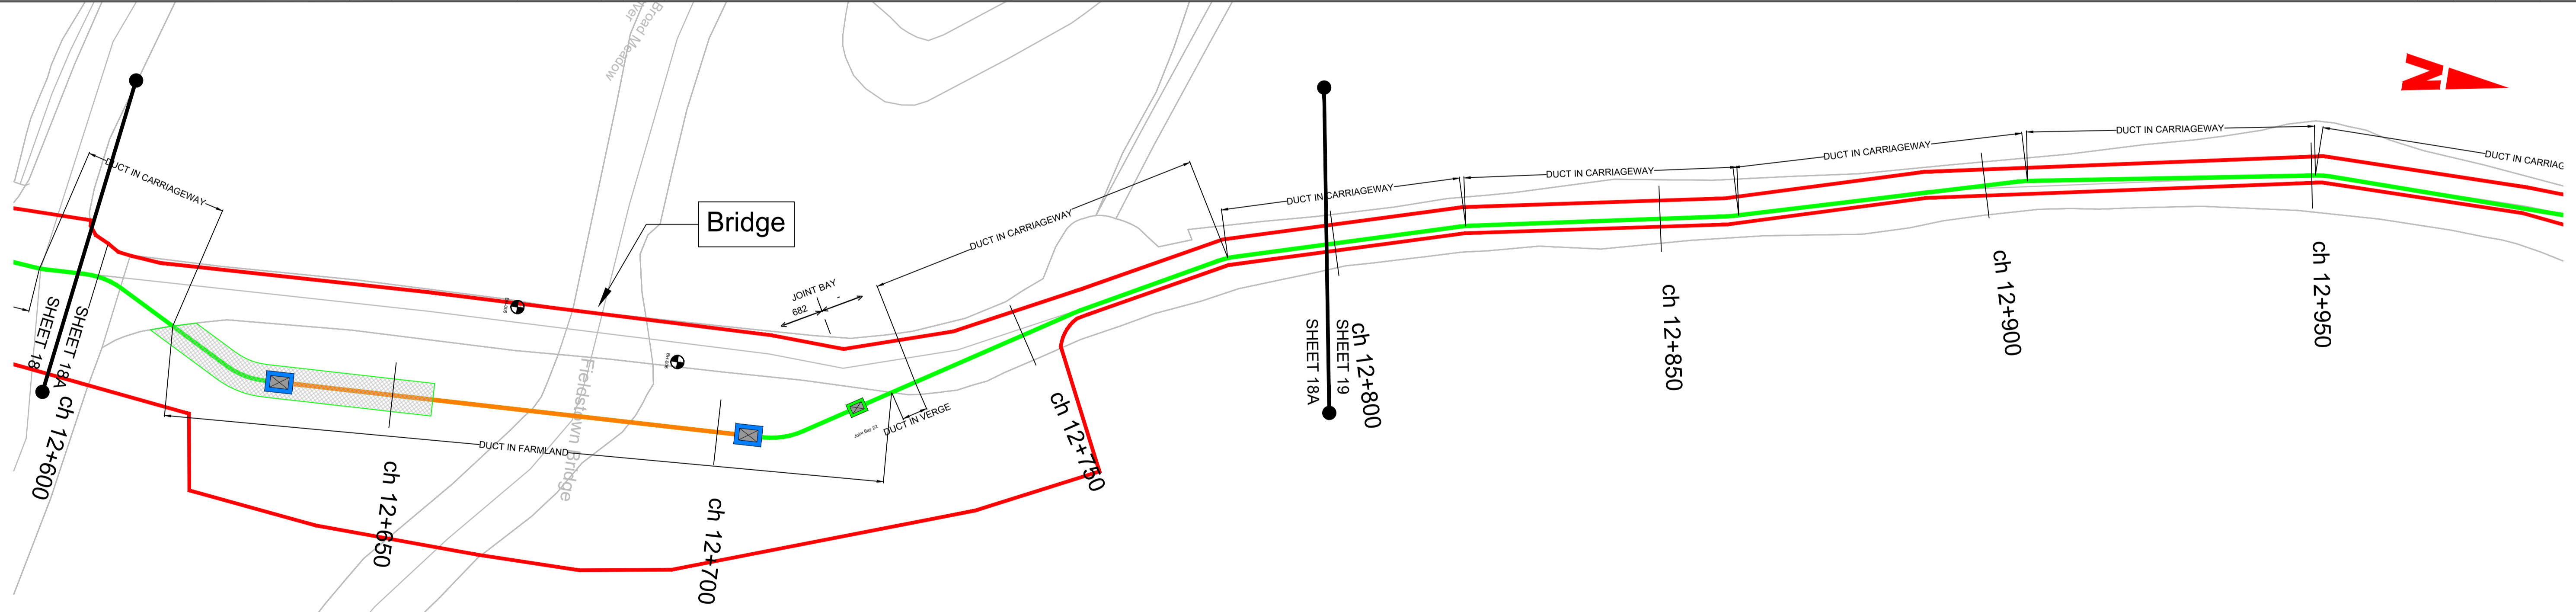 Broad Meadow
N
DUCT IN CARRIAGEWAY
SHEET 18
SHEET 18A
ch 12+600
Bridge
Fieldstown Bridge
DUCT IN FARMLAND
ch 12+650
ch 12+700
JOINT BAY
682
-
Joint Bay 22
DUCT IN VERGE
DUCT IN CARRIAGEWAY
ch 12+750
DUCT IN CARRIAGEWAY
SHEET 18A
SHEET 19
ch 12+800
DUCT IN CARRIAGEWAY
ch 12+850
DUCT IN CARRIAGEWAY
ch 12+900
DUCT IN CARRIAGEWAY
ch 12+950
DUCT IN CARRIAG